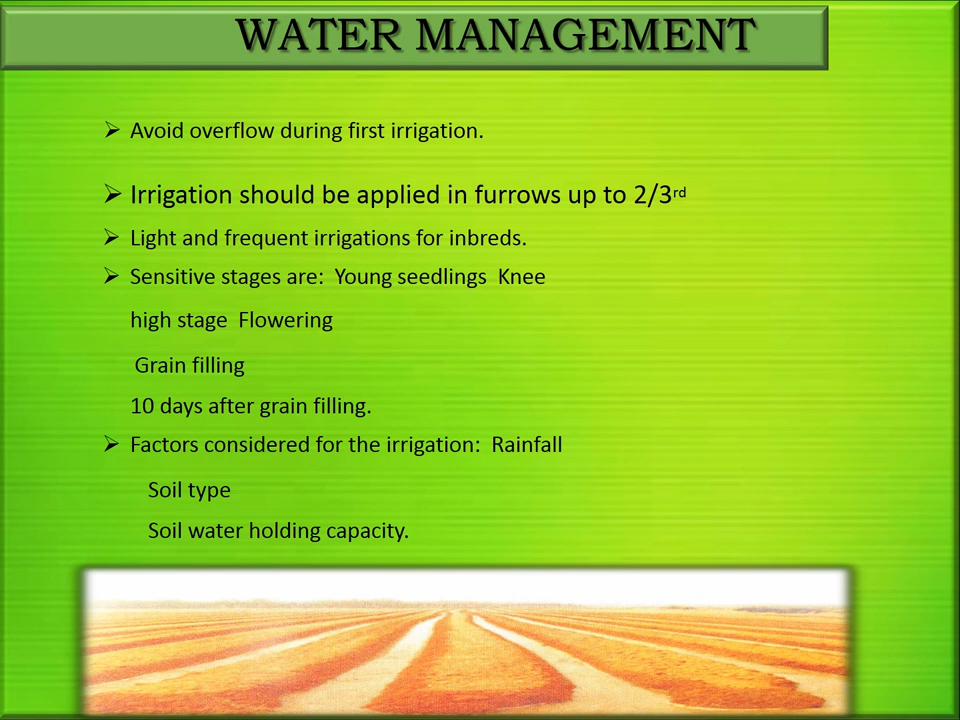 WATER MANAGEMENT
➢ Avoid overflow during first irrigation.
➢ Irrigation should be applied in furrows up to 2/3rd
➢ Light and frequent irrigations for inbreds.
➢ Sensitive stages are: Young seedlings Knee
high stage Flowering
Grain filling
10 days after grain filling.
➢ Factors considered for the irrigation: Rainfall
Soil type
Soil water holding capacity.